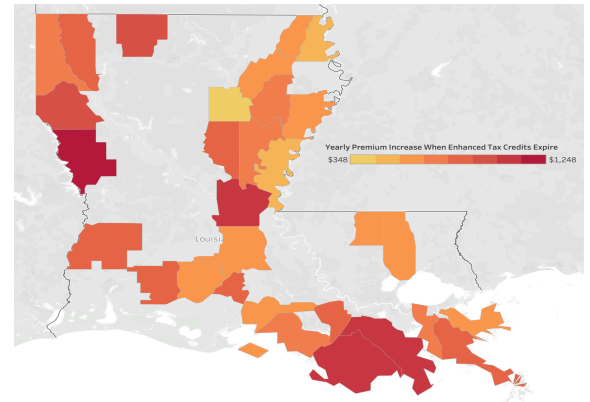 Yearly Premium Increase When Enhanced Tax Credits Expire
$348 $1,248
Louisi